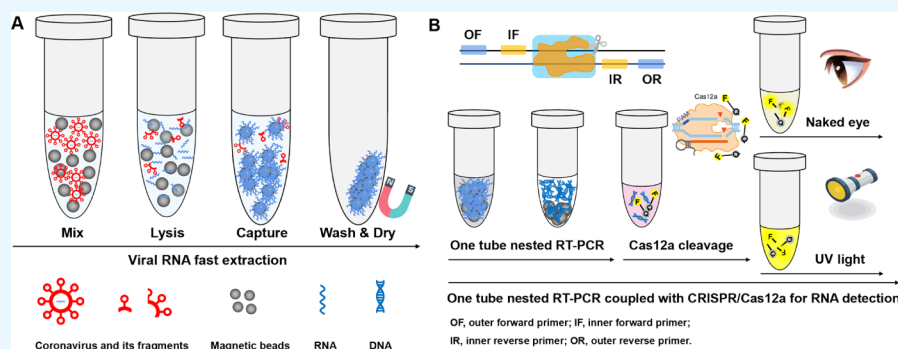 A
Mix Lysis Capture Wash & Dry
Viral RNA fast extraction
Coronavirus and its fragments Magnetic beads RNA DNA
B
OF IF
IR OR
Cas12a
PAM
F
F
F
Q
Naked eye
One tube nested RT-PCR Cas12a cleavage
UV light
One tube nested RT-PCR coupled with CRISPR/Cas12a for RNA detection
OF, outer forward primer; IF, inner forward primer;
IR, inner reverse primer; OR, outer reverse primer.